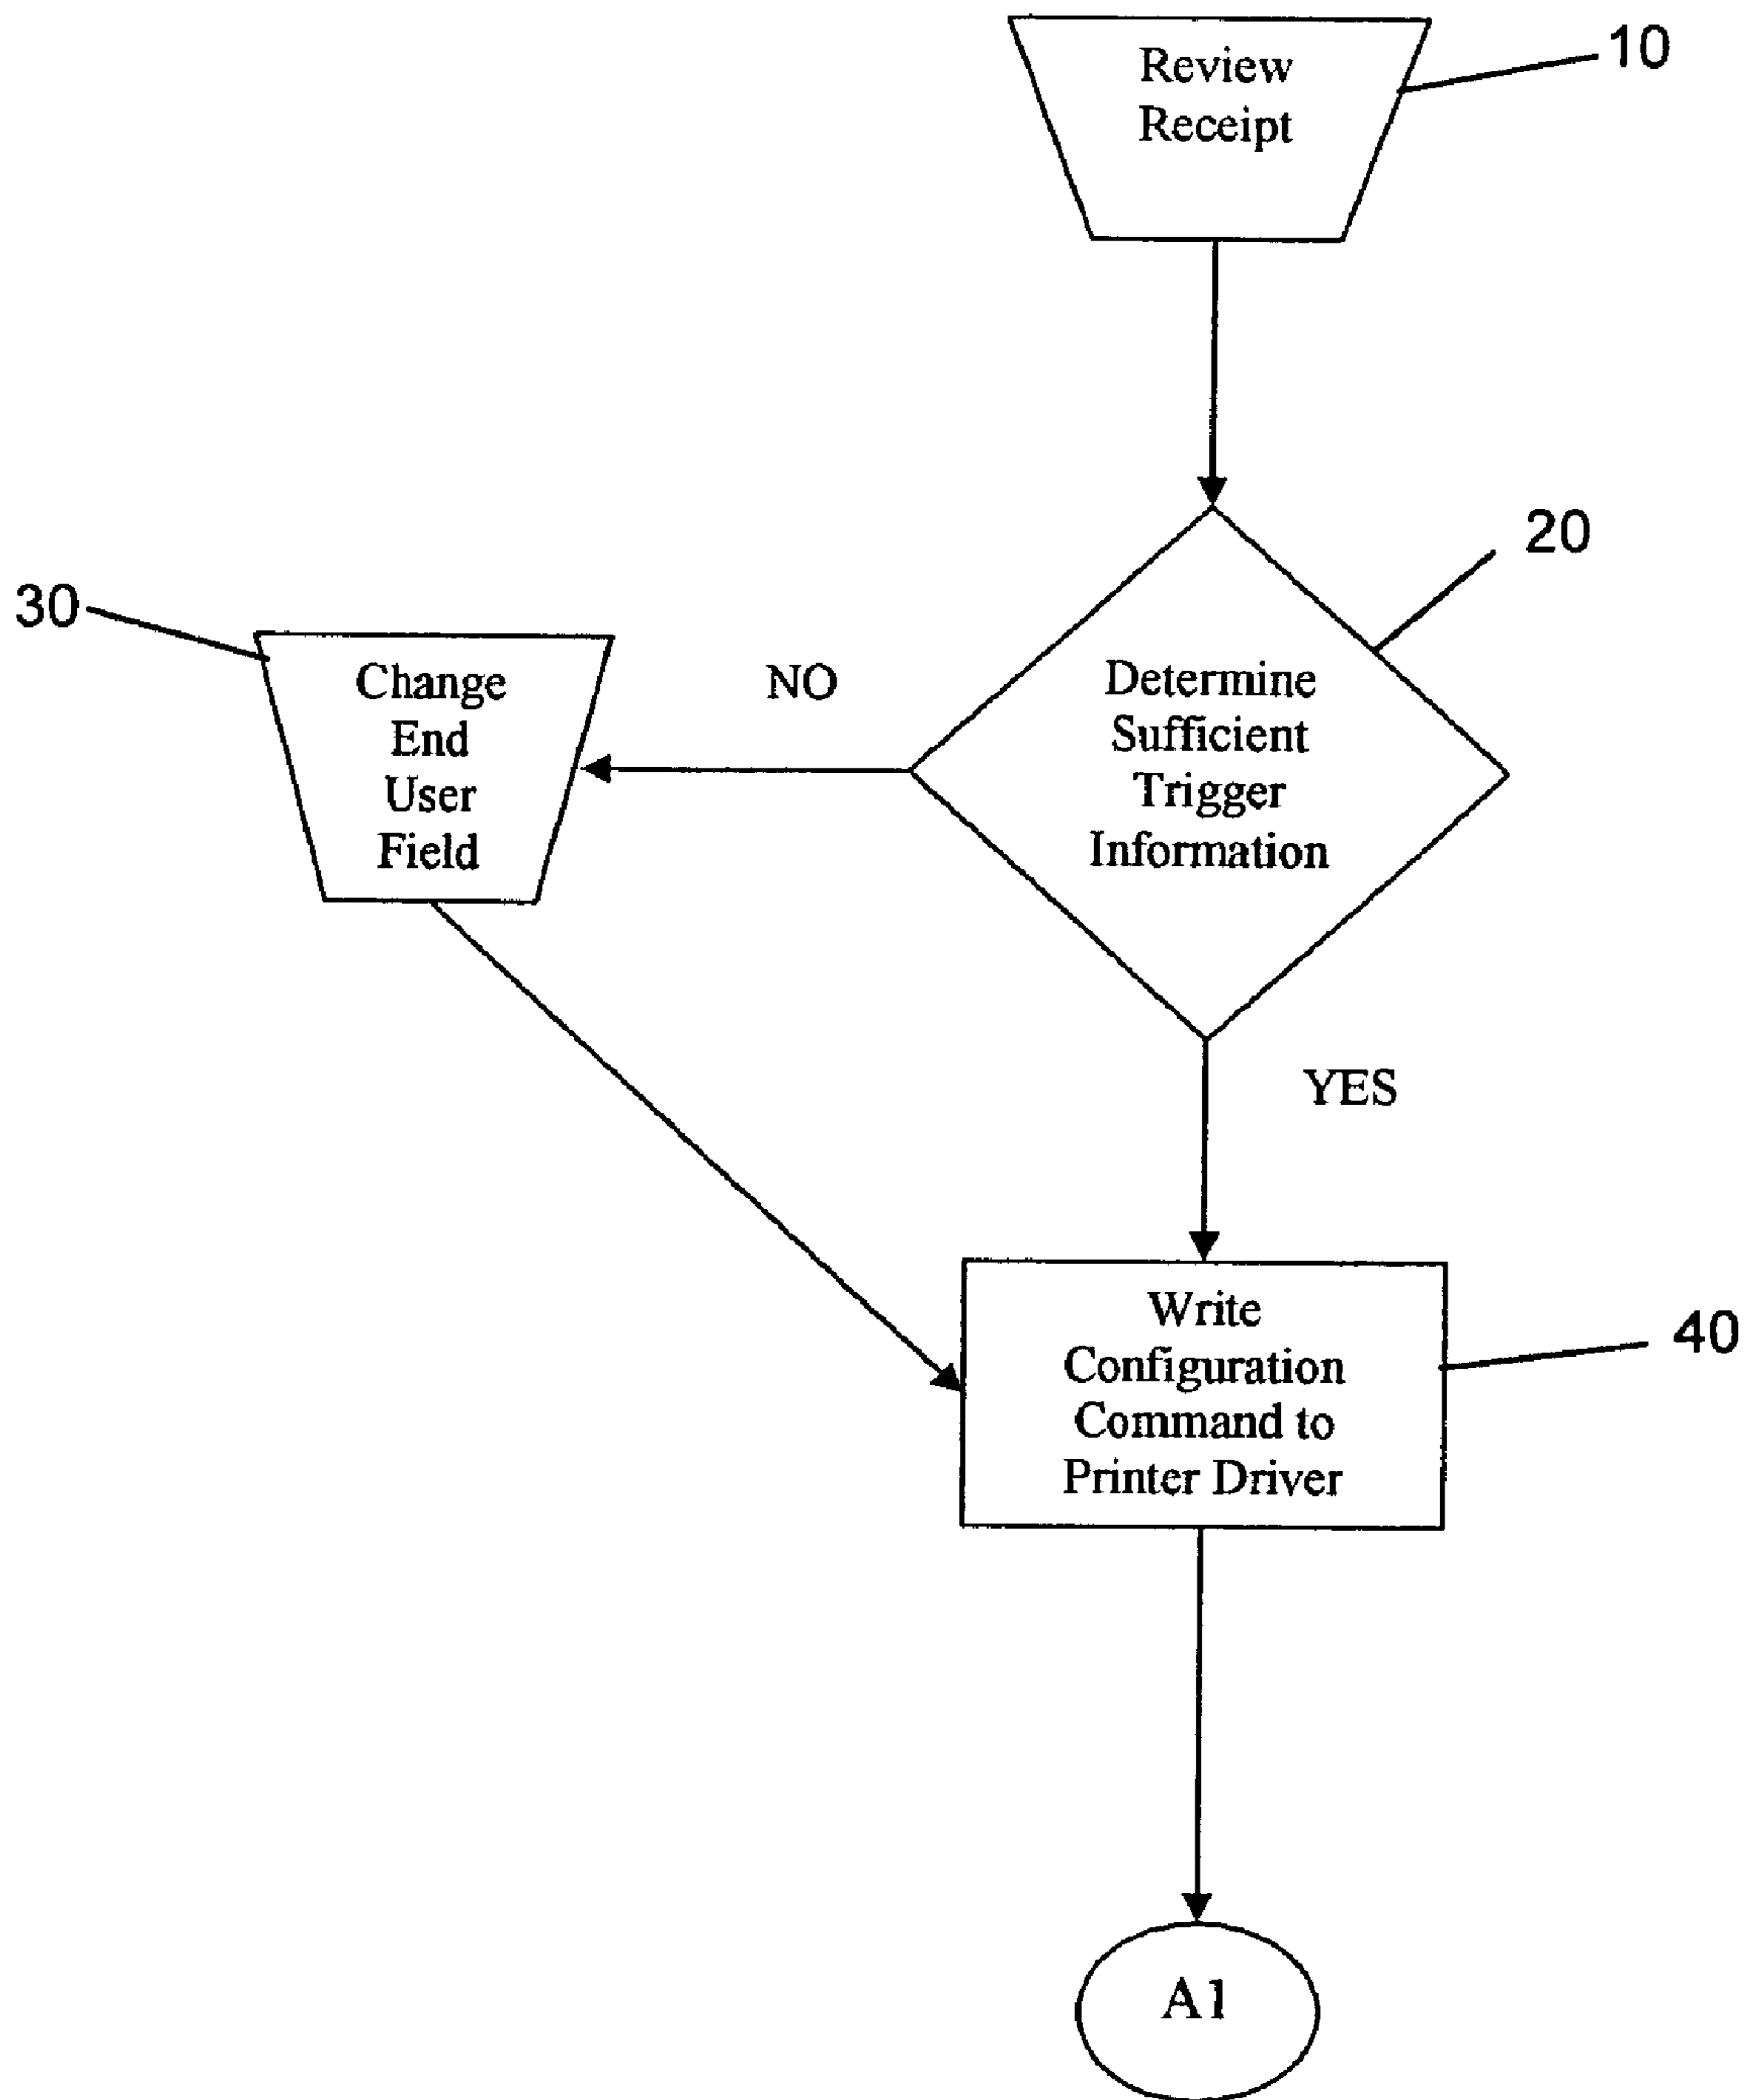 Review
Receipt
10
20
Determine
Sufficient
Trigger
Information
NO
30
Change
End
User
Field
YES
Write
Configuration
Command to
Printer Driver
40
A1